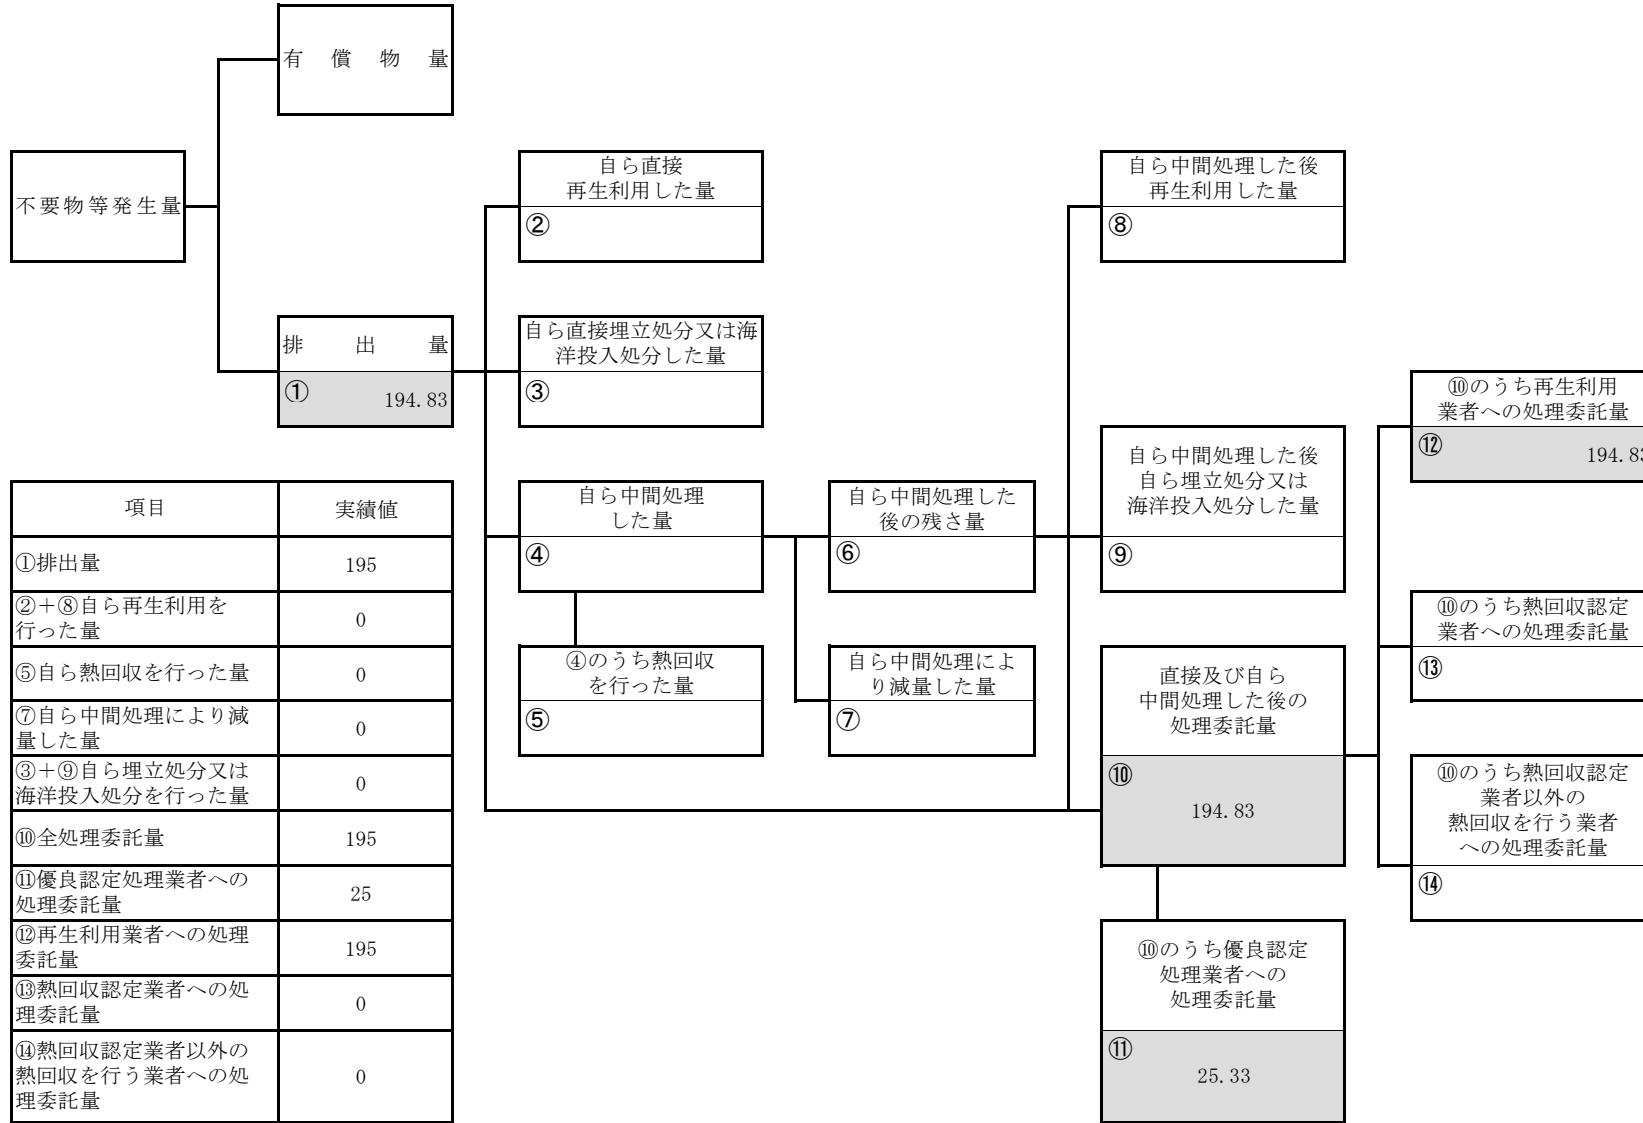 有償物量
不要物等発生量
排出量
① 194.83
自ら直接
再生利用した量
②
自ら直接埋立処分又は海
洋投入処分した量
③
自ら中間処理
した量
④
④のうち熱回収
を行った量
⑤
自ら中間処理した
後の残さ量
⑥
自ら中間処理によ
り減量した量
⑦
自ら中間処理した後
再生利用した量
⑧
自ら中間処理した後
自ら埋立処分又は
海洋投入処分した量
⑨
直接及び自ら
中間処理した後の
処理委託量
⑩
194.83
⑩のうち優良認定
処理業者への
処理委託量
⑪
25.33
⑩のうち再生利用
業者への処理委託量
⑫ 194.83
⑩のうち熱回収認定
業者への処理委託量
⑬
⑩のうち熱回収認定
業者以外の
熱回収を行う業者
への処理委託量
⑭
項目 実績値
①排出量 195
②+⑧自ら再生利用を
行った量 0
⑤自ら熱回収を行った量 0
⑦自ら中間処理により減
量した量 0
③+⑨自ら埋立処分又は
海洋投入処分を行った量 0
⑩全処理委託量 195
⑪優良認定処理業者への
処理委託量 25
⑫再生利用業者への処理
委託量 195
⑬熱回収認定業者への処
理委託量 0
⑭熱回収認定業者以外の
熱回収を行う業者への処
理委託量 0